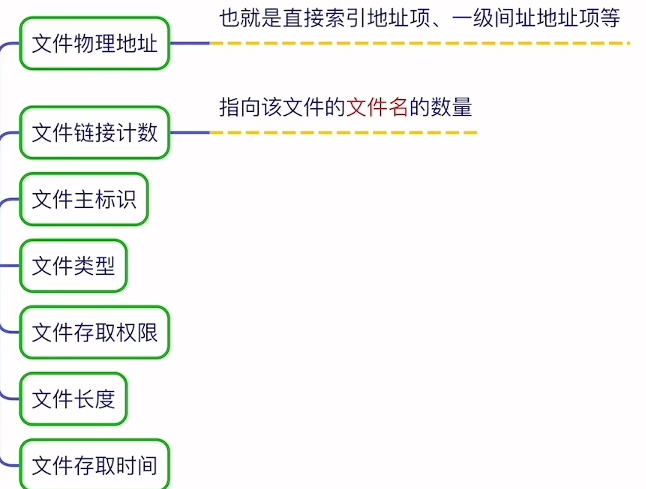 文件物理地址
也就是直接索引地址项、一级间址地址项等
文件链接计数
指向该文件的文件名的数量
文件主标识
文件类型
文件存取权限
文件长度
文件存取时间